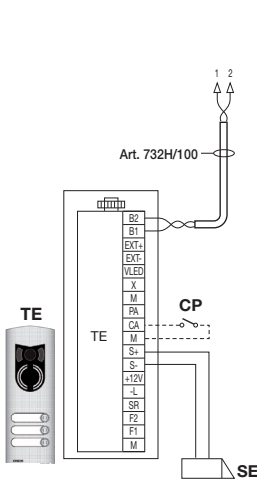 1 2
Art. 732H/100
B2
B1
EXT+
EXT-
VLED
X
M
PA
CA
M
S+
S-
+12V
-L
SR
F2
F1
M
TE
TE
CP
SE